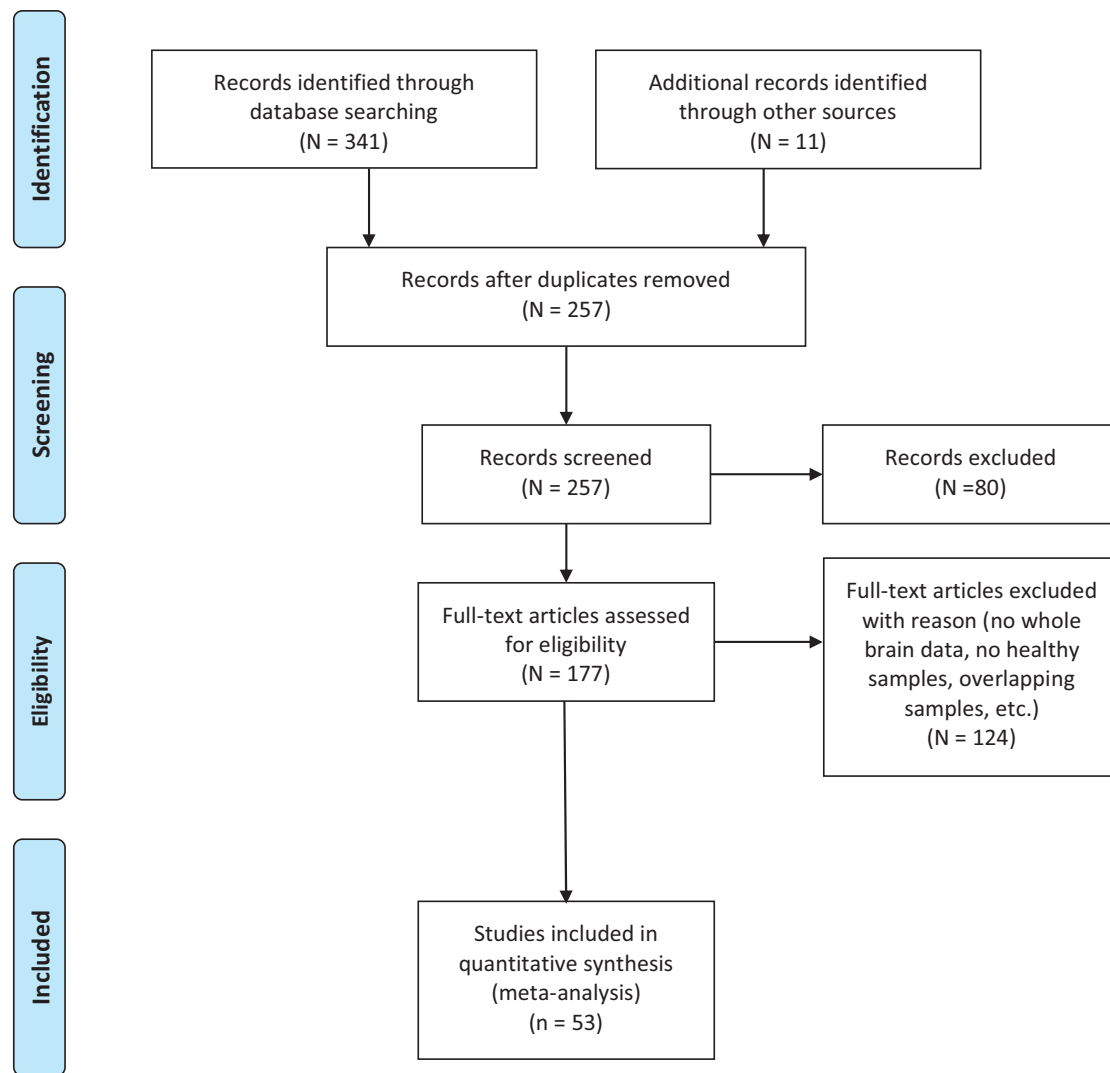 Identification
Records identified through
database searching
(N = 341)
Additional records identified
through other sources
(N = 11)
Records after duplicates removed
(N = 257)
Screening
Records screened
(N = 257)
Records excluded
(N =80)
Eligibility
Full-text articles assessed
for eligibility
(N = 177)
Full-text articles excluded
with reason (no whole
brain data, no healthy
samples, overlapping
samples, etc.)
(N = 124)
Included
Studies included in
quantitative synthesis
(meta-analysis)
(n = 53)